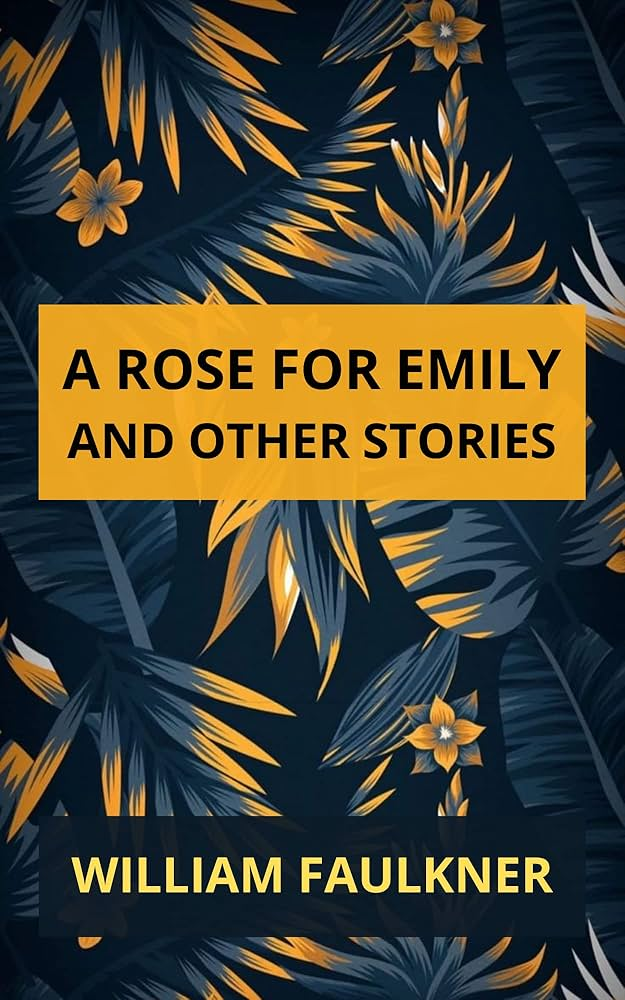 A ROSE FOR EMILY
AND OTHER STORIES
WILLIAM FAULKNER